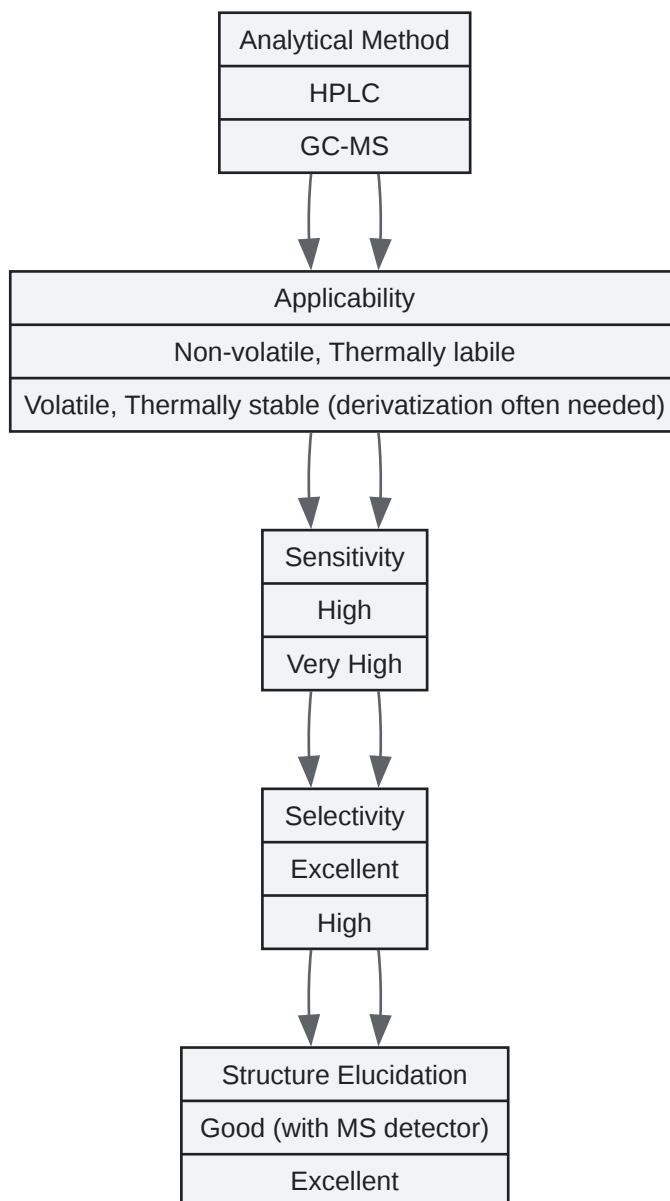 Analytical Method
HPLC
GC-MS
Applicability
Non-volatile, Thermally labile
Volatile, Thermally stable (derivatization often needed)
Sensitivity
High
Very High
Selectivity
Excellent
High
Structure Elucidation
Good (with MS detector)
Excellent